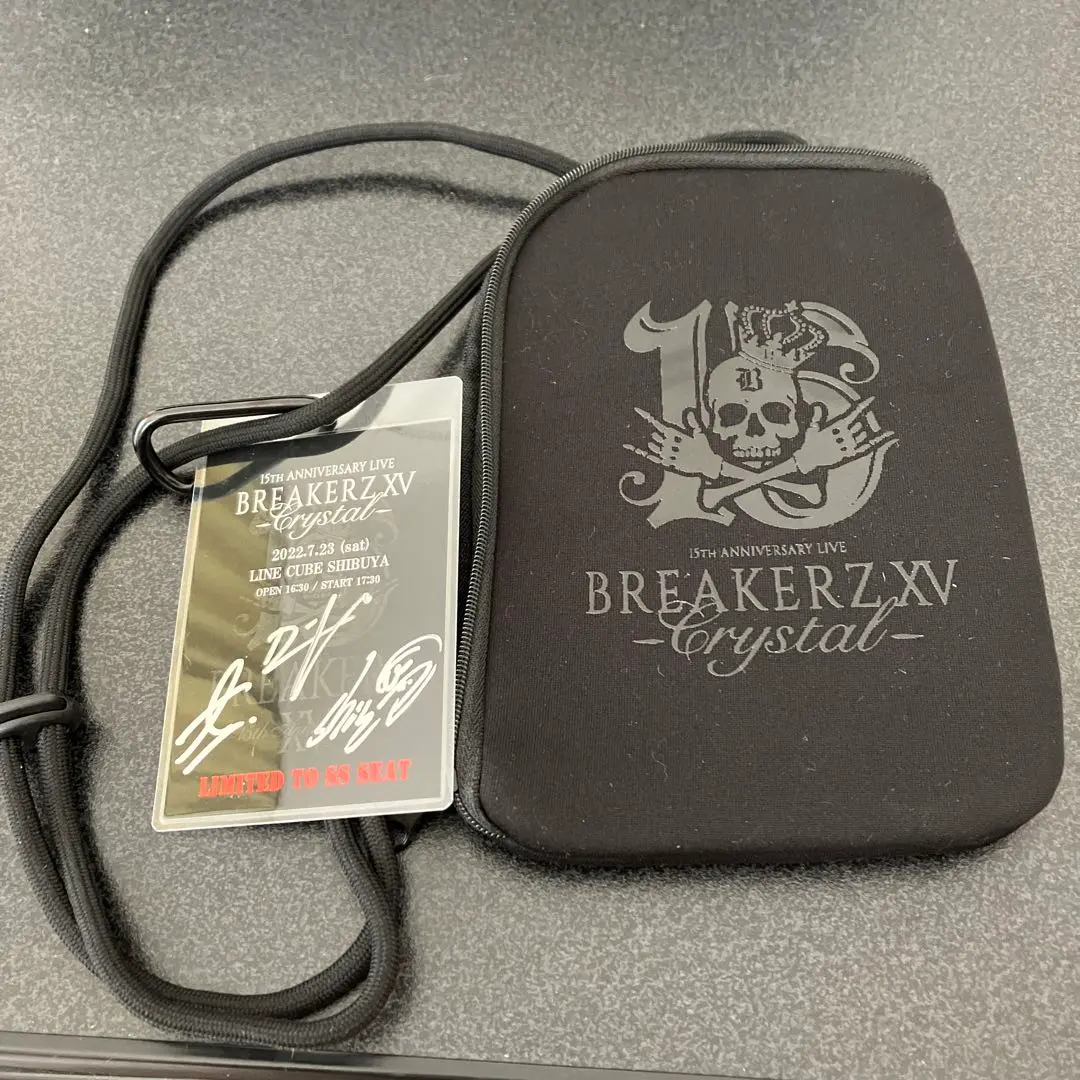 15TH ANNIVERSARY LIVE
BREAKERZ XV
-Crystal-
2022.7.23 (sat)
LINE CUBE SHIBUYA
OPEN 16:30 / START 17:30
LIMITED TO SS SEAT
15
B
15TH ANNIVERSARY LIVE
BREAKERZ XV
-Crystal-